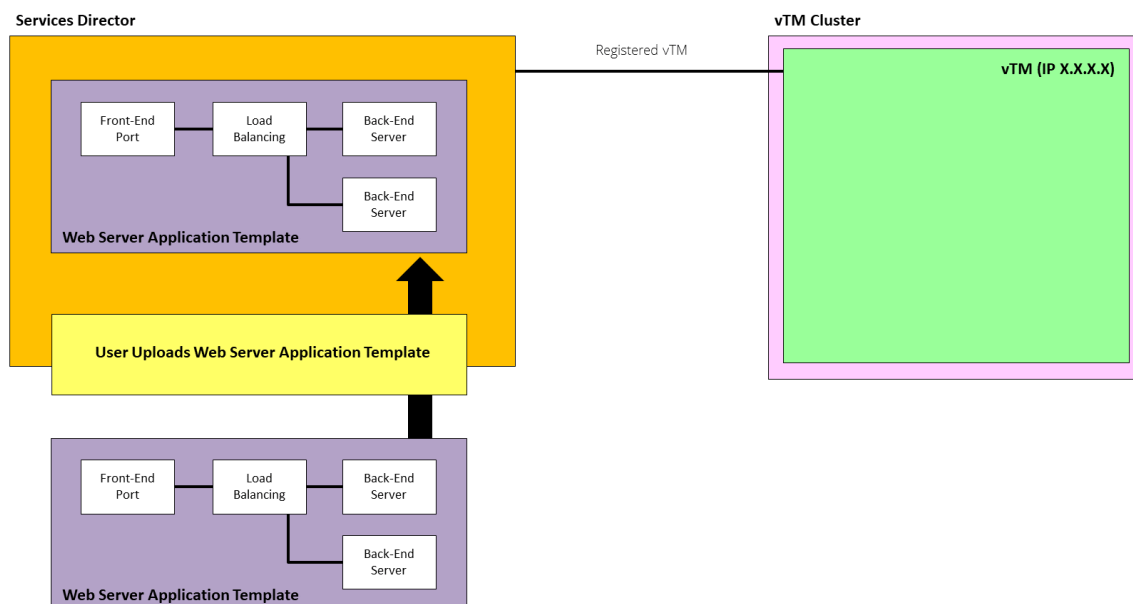 Services Director
vTM Cluster
Registered vTM
vTM (IP X.X.X.X)
Front-End
Port
Load
Balancing
Back-End
Server
Back-End
Server
Web Server Application Template
User Uploads Web Server Application Template
Front-End
Port
Load
Balancing
Back-End
Server
Back-End
Server
Web Server Application Template